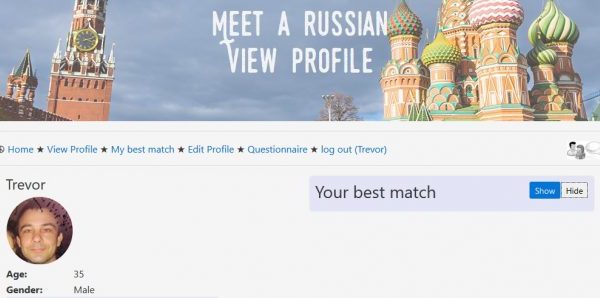 MEET A RUSSIAN
VIEW PROFILE
Home ★ View Profile ★ My best match ★ Edit Profile ★ Questionnaire ★ log out (Trevor)
Trevor
Your best match
Show
Hide
Age: 35
Gender: Male